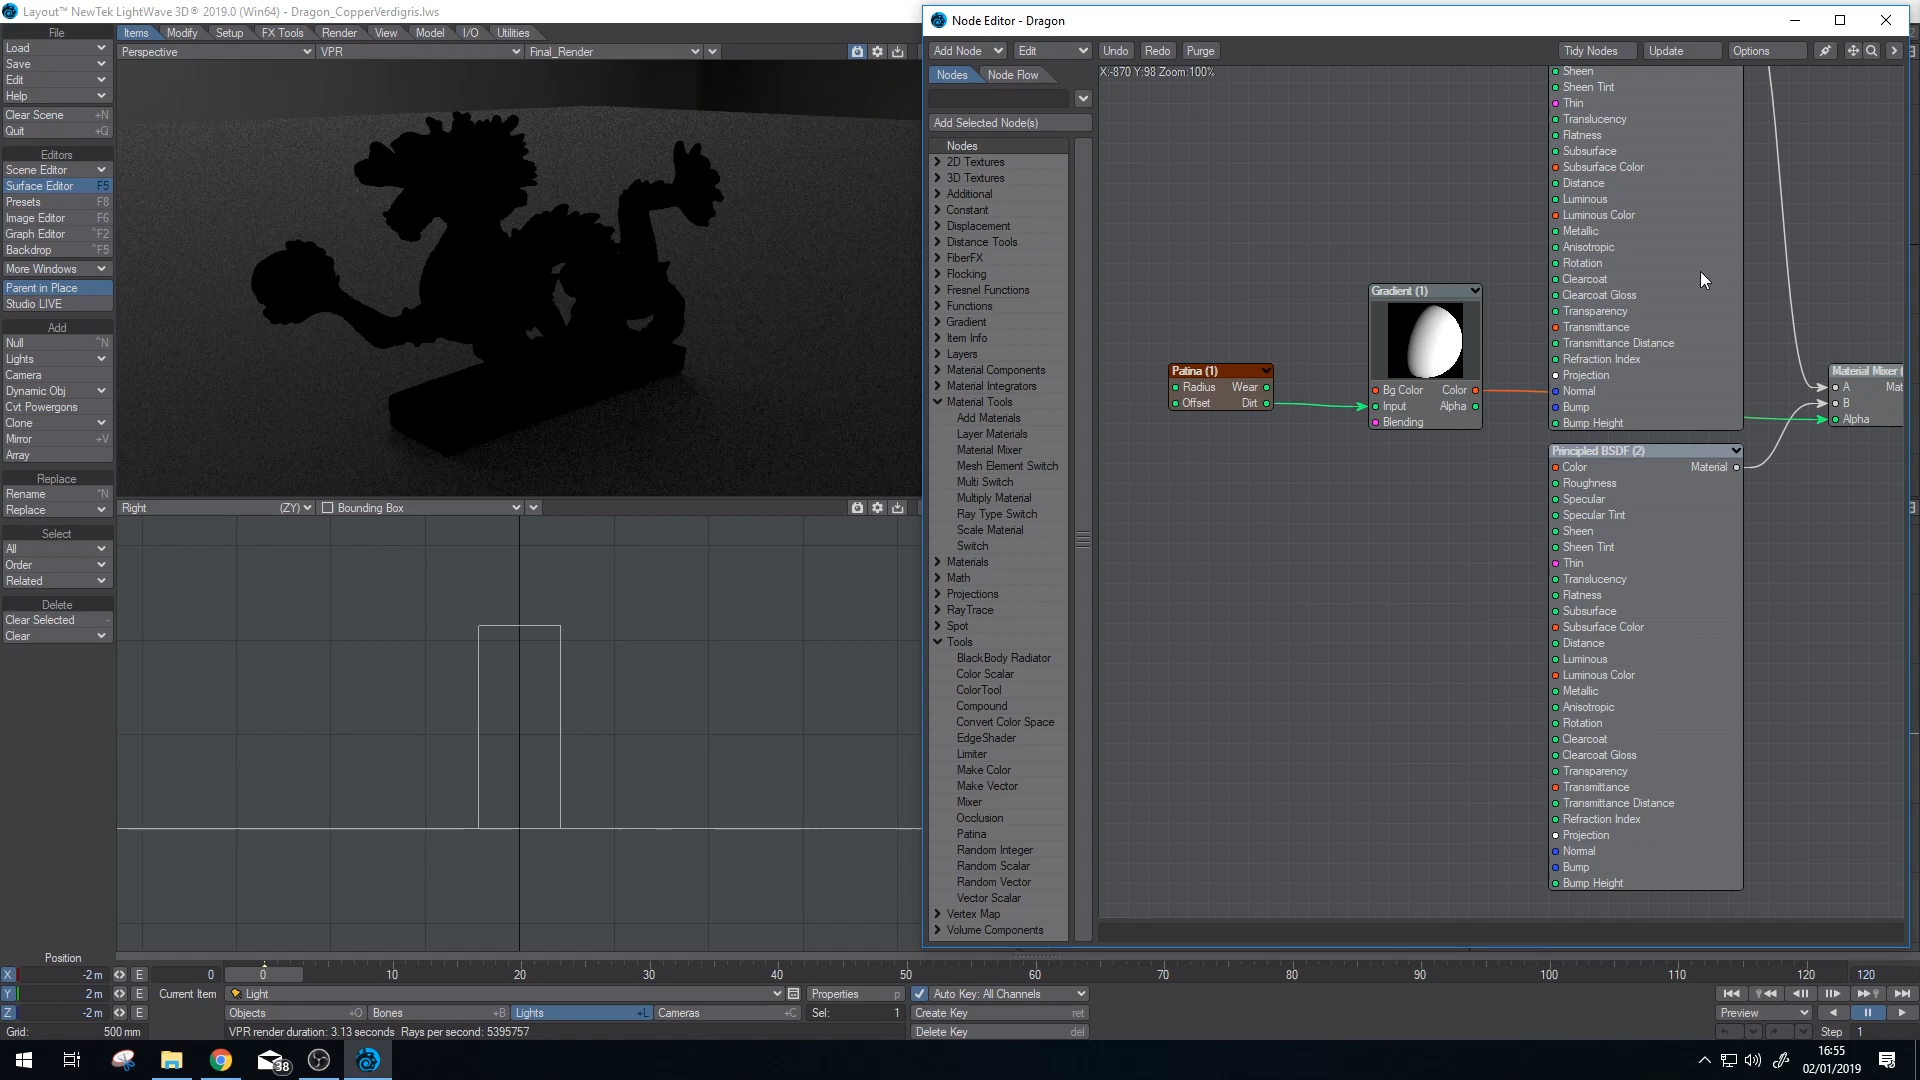 Layout™ NewTek LightWave 3D® 2019.0 (Win64) - Dragon_CopperVerdigris.lws
File
Load
Save
Edit
Help
Clear Scene +N
Quit +Q
Editors
Scene Editor
Surface Editor F5
Presets F8
Image Editor F6
Graph Editor ^F2
Backdrop ^F5
More Windows
Parent in Place
Studio LIVE
Add
Null ^N
Lights
Camera
Dynamic Obj
Cvt Powergons
Clone
Mirror +V
Array
Replace
Rename ^N
Replace
Select
All
Order
Related
Delete
Clear Selected -
Clear
Items Modify Setup FX Tools Render View Model I/O Utilities
Perspective VPR Final_Render
Right (ZY) Bounding Box
Node Editor - Dragon
Add Node Edit Undo Redo Purge Tidy Nodes Update Options
Nodes Node Flow
X:-870 Y:98 Zoom:100%
Add Selected Node(s)
Nodes
2D Textures
3D Textures
Additional
Constant
Displacement
Distance Tools
FiberFX
Flocking
Fresnel Functions
Functions
Gradient
Item Info
Layers
Material Components
Material Integrators
Material Tools
Add Materials
Layer Materials
Material Mixer
Mesh Element Switch
Multi Switch
Multiply Material
Ray Type Switch
Scale Material
Switch
Materials
Math
Projections
RayTrace
Spot
Tools
BlackBody Radiator
Color Scalar
ColorTool
Compound
Convert Color Space
EdgeShader
Limiter
Make Color
Make Vector
Mixer
Occlusion
Patina
Random Integer
Random Scalar
Random Vector
Vector Scalar
Vertex Map
Volume Components
Patina (1)
Radius Wear
Offset Dirt
Gradient (1)
Bg Color Color
Input Alpha
Blending
Sheen
Sheen Tint
Thin
Translucency
Flatness
Subsurface
Subsurface Color
Distance
Luminous
Luminous Color
Metallic
Anisotropic
Rotation
Clearcoat
Clearcoat Gloss
Transparency
Transmittance
Transmittance Distance
Refraction Index
Projection
Normal
Bump
Bump Height
Principled BSDF (2)
Color Material
Roughness
Specular
Specular Tint
Sheen
Sheen Tint
Thin
Translucency
Flatness
Subsurface
Subsurface Color
Distance
Luminous
Luminous Color
Metallic
Anisotropic
Rotation
Clearcoat
Clearcoat Gloss
Transparency
Transmittance
Transmittance Distance
Refraction Index
Projection
Normal
Bump
Bump Height
Material Mixer (
A Mat
B
Alpha
Position
X -2 m E
Y 2 m E
Z -2 m E
Grid: 500 mm
0 0 10 20 30 40 50 60 70 80 90 100 110 120 120
Current Item Light Properties p Auto Key: All Channels
Objects +O Bones +B Lights +L Cameras +C Sel: 1 Create Key ret
VPR render duration: 3.13 seconds Rays per second: 5395757 Delete Key del
Preview
Step 1
38
16:55
02/01/2019